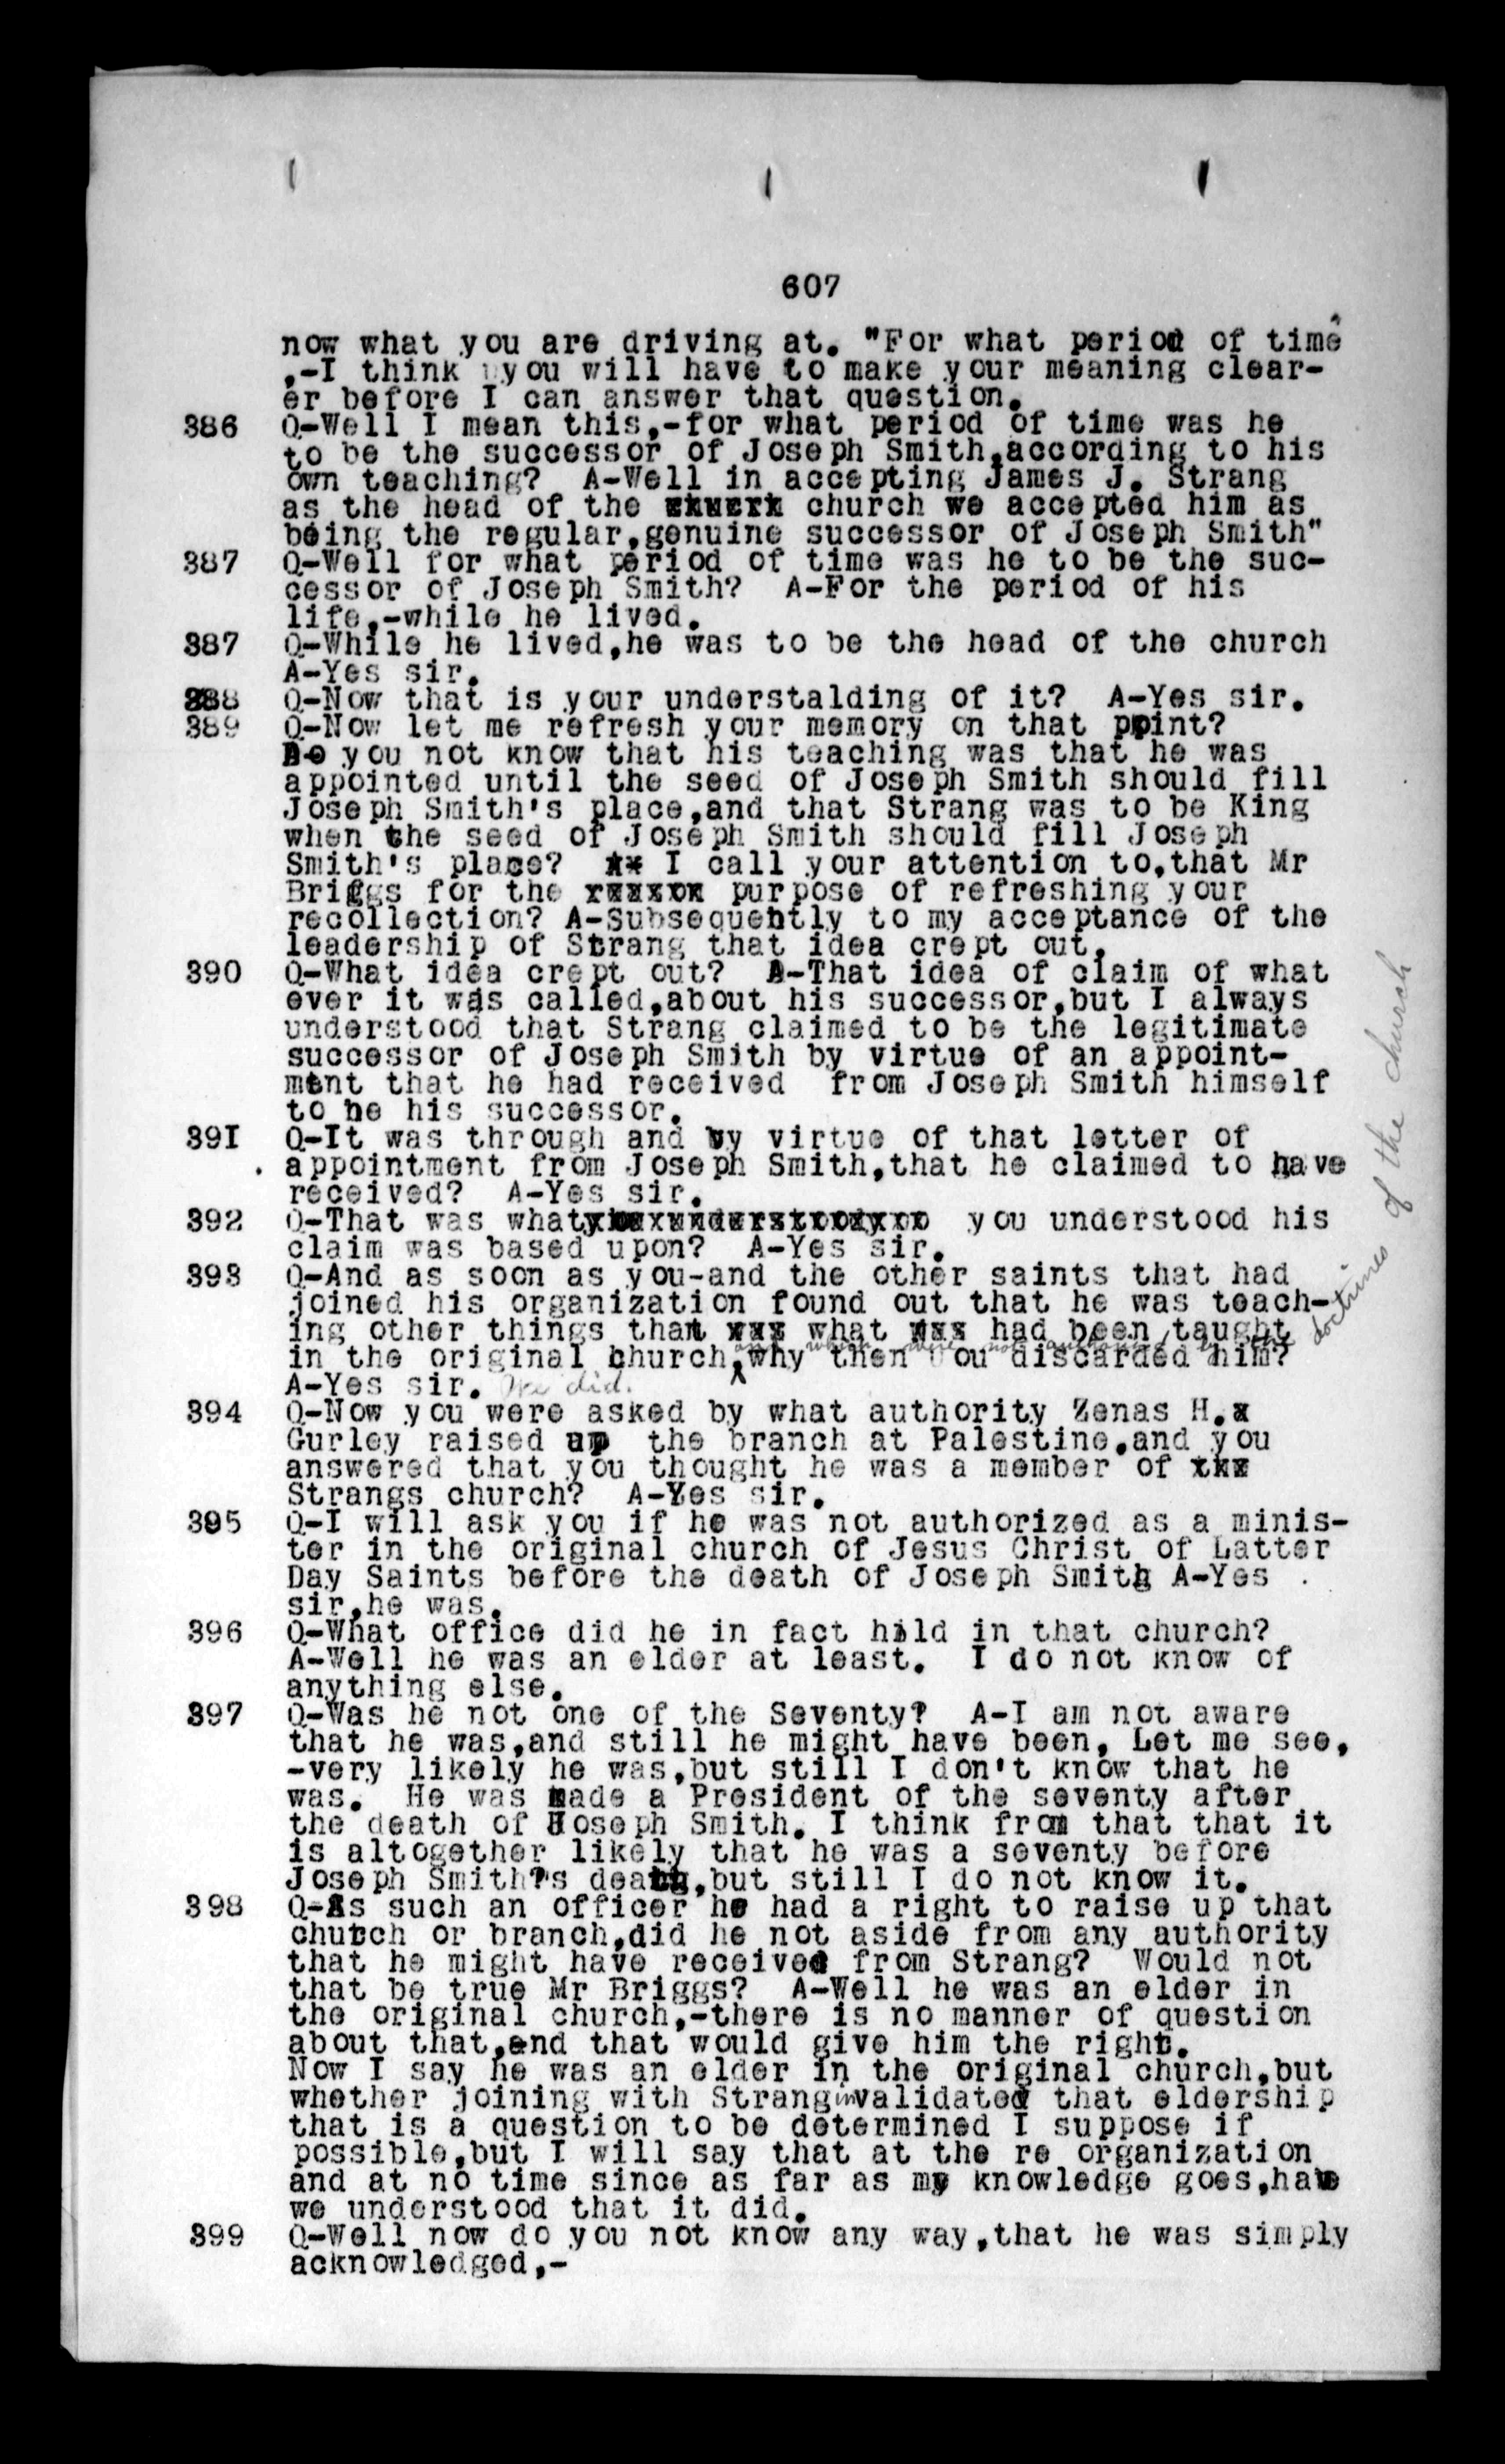 607
now what you are driving at. "For what period of time
,-I think you will have to make your meaning clear-
er before I can answer that question.
386 Q-Well I mean this,-for what period of time was he
to be the successor of Joseph Smith,according to his
own teaching? A-Well in accepting James J. Strang
as the head of the church we accepted him as
being the regular,genuine successor of Joseph Smith"
387 Q-Well for what period of time was he to be the suc-
cessor of Joseph Smith? A-For the period of his
life,-while he lived.
387 Q-While he lived,he was to be the head of the church
A-Yes sir.
388 Q-Now that is your understalding of it? A-Yes sir.
389 Q-Now let me refresh your memory on that point?
Do you not know that his teaching was that he was
appointed until the seed of Joseph Smith should fill
Joseph Smith's place,and that Strang was to be King
when the seed of Joseph Smith should fill Joseph
Smith's place? I call your attention to,that Mr
Briggs for the purpose of refreshing your
recollection? A-Subsequently to my acceptance of the
leadership of Strang that idea crept out.
390 Q-What idea crept out? A-That idea of claim of what
ever it was called,about his successor,but I always
understood that Strang claimed to be the legitimate
successor of Joseph Smith by virtue of an appoint-
ment that he had received from Joseph Smith himself
to be his successor.
391 Q-It was through and by virtue of that letter of
appointment from Joseph Smith,that he claimed to have
received? A-Yes sir.
392 Q-That was what you understood his
claim was based upon? A-Yes sir.
393 Q-And as soon as you-and the other saints that had
joined his organization found out that he was teach-
ing other things than what had been taught
and which were not authorized by the doctrines of the church
in the original church,why then you discarded him?
A-Yes sir. We did.
394 Q-Now you were asked by what authority Zenas H.
Gurley raised up the branch at Palestine,and you
answered that you thought he was a member of
Strangs church? A-Yes sir.
395 Q-I will ask you if he was not authorized as a minis-
ter in the original church of Jesus Christ of Latter
Day Saints before the death of Joseph Smith A-Yes
sir,he was.
396 Q-What office did he in fact hold in that church?
A-Well he was an elder at least. I do not know of
anything else.
397 Q-Was he not one of the Seventy? A-I am not aware
that he was,and still he might have been, Let me see,
-very likely he was,but still I don't know that he
was. He was made a President of the seventy after
the death of Joseph Smith. I think from that that it
is altogether likely that he was a seventy before
Joseph Smith's death,but still I do not know it.
398 Q-As such an officer he had a right to raise up that
church or branch,did he not aside from any authority
that he might have received from Strang? Would not
that be true Mr Briggs? A-Well he was an elder in
the original church,-there is no manner of question
about that,and that would give him the right.
Now I say he was an elder in the original church,but
whether joining with Strang invalidated that eldership
that is a question to be determined I suppose if
possible,but I will say that at the re organization
and at no time since as far as my knowledge goes,have
we understood that it did.
399 Q-Well now do you not know any way,that he was simply
acknowledged,-